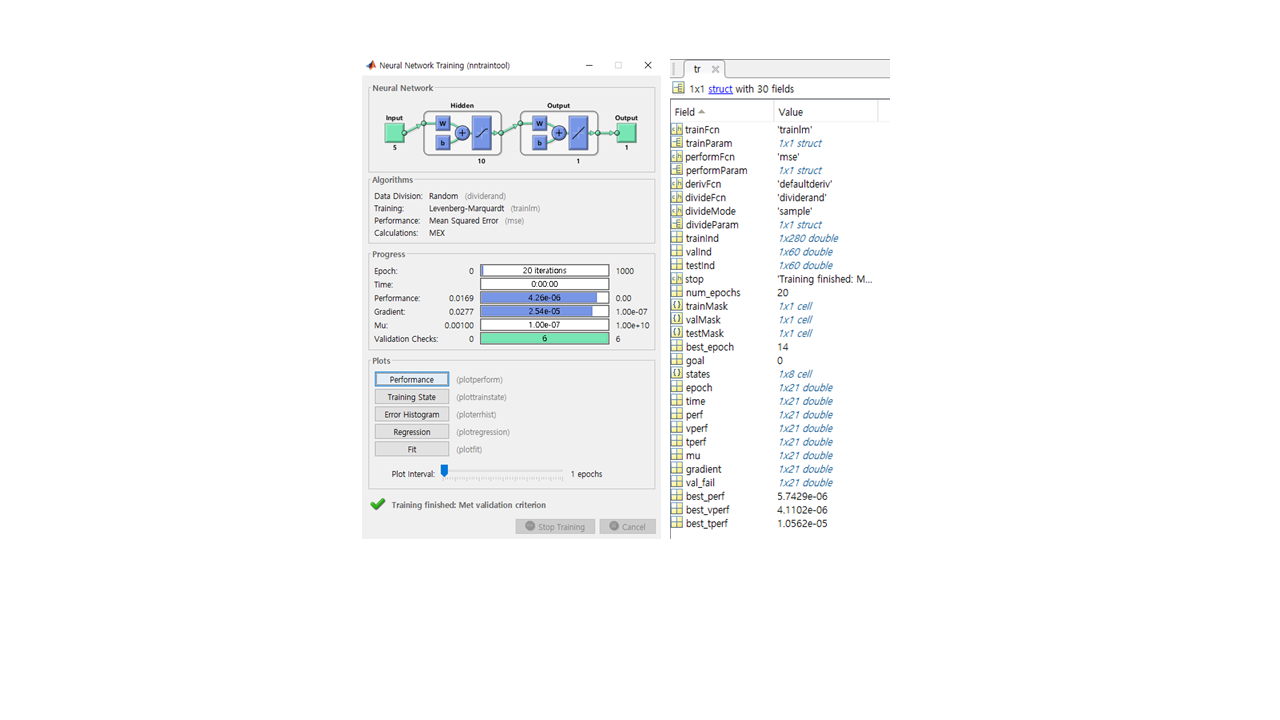 Neural Network Training (nntraintool)
Neural Network
Hidden Output
Input Output
W W
b b
5 10 1 1
Algorithms
Data Division: Random (dividerand)
Training: Levenberg-Marquardt (trainlm)
Performance: Mean Squared Error (mse)
Calculations: MEX
Progress
Epoch: 0 20 iterations 1000
Time: 0:00:00
Performance: 0.0169 4.26e-06 0.00
Gradient: 0.0277 2.54e-05 1.00e-07
Mu: 0.00100 1.00e-07 1.00e+10
Validation Checks: 0 6 6
Plots
Performance (plotperform)
Training State (plottrainstate)
Error Histogram (ploterrhist)
Regression (plotregression)
Fit (plotfit)
Plot Interval: 1 epochs
Training finished: Met validation criterion
Stop Training Cancel
tr
1x1 struct with 30 fields
Field Value
trainFcn 'trainlm'
trainParam 1x1 struct
performFcn 'mse'
performParam 1x1 struct
derivFcn 'defaultderiv'
divideFcn 'dividerand'
divideMode 'sample'
divideParam 1x1 struct
trainInd 1x280 double
valInd 1x60 double
testInd 1x60 double
stop 'Training finished: M...
num_epochs 20
trainMask 1x1 cell
valMask 1x1 cell
testMask 1x1 cell
best_epoch 14
goal 0
states 1x8 cell
epoch 1x21 double
time 1x21 double
perf 1x21 double
vperf 1x21 double
tperf 1x21 double
mu 1x21 double
gradient 1x21 double
val_fail 1x21 double
best_perf 5.7429e-06
best_vperf 4.1102e-06
best_tperf 1.0562e-05